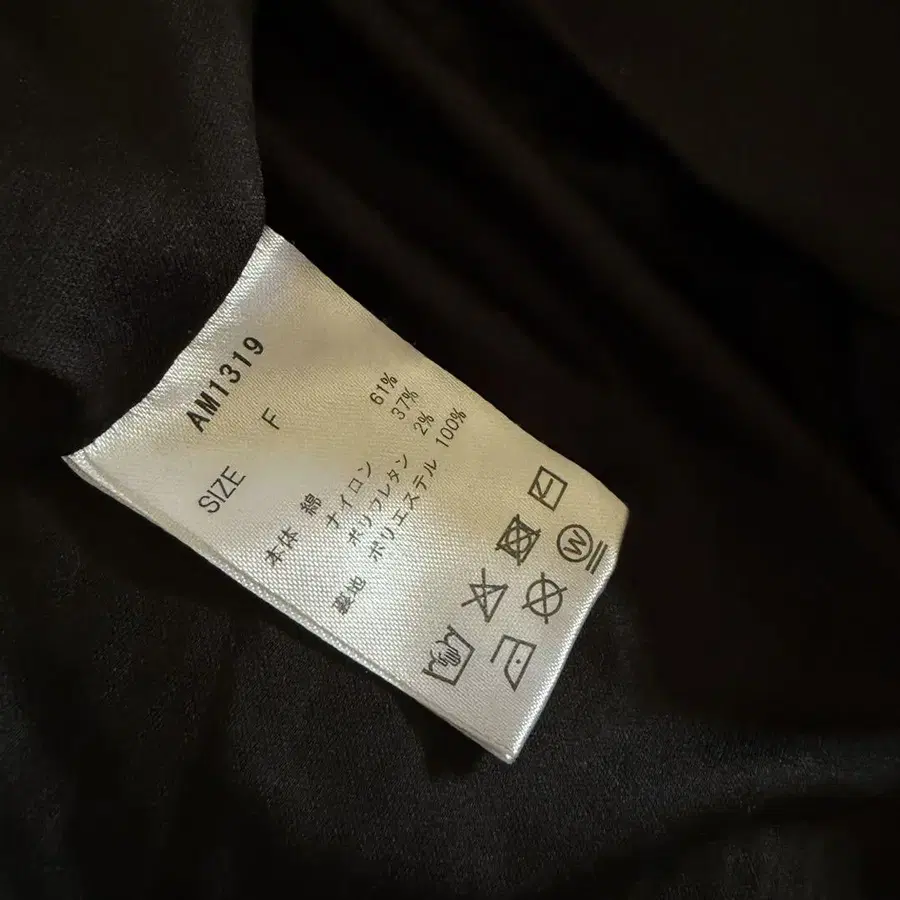 AM1319
SIZE F
本体 綿 61%
ナイロン 37%
ポリウレタン 2%
裏地 ポリエステル 100%
W